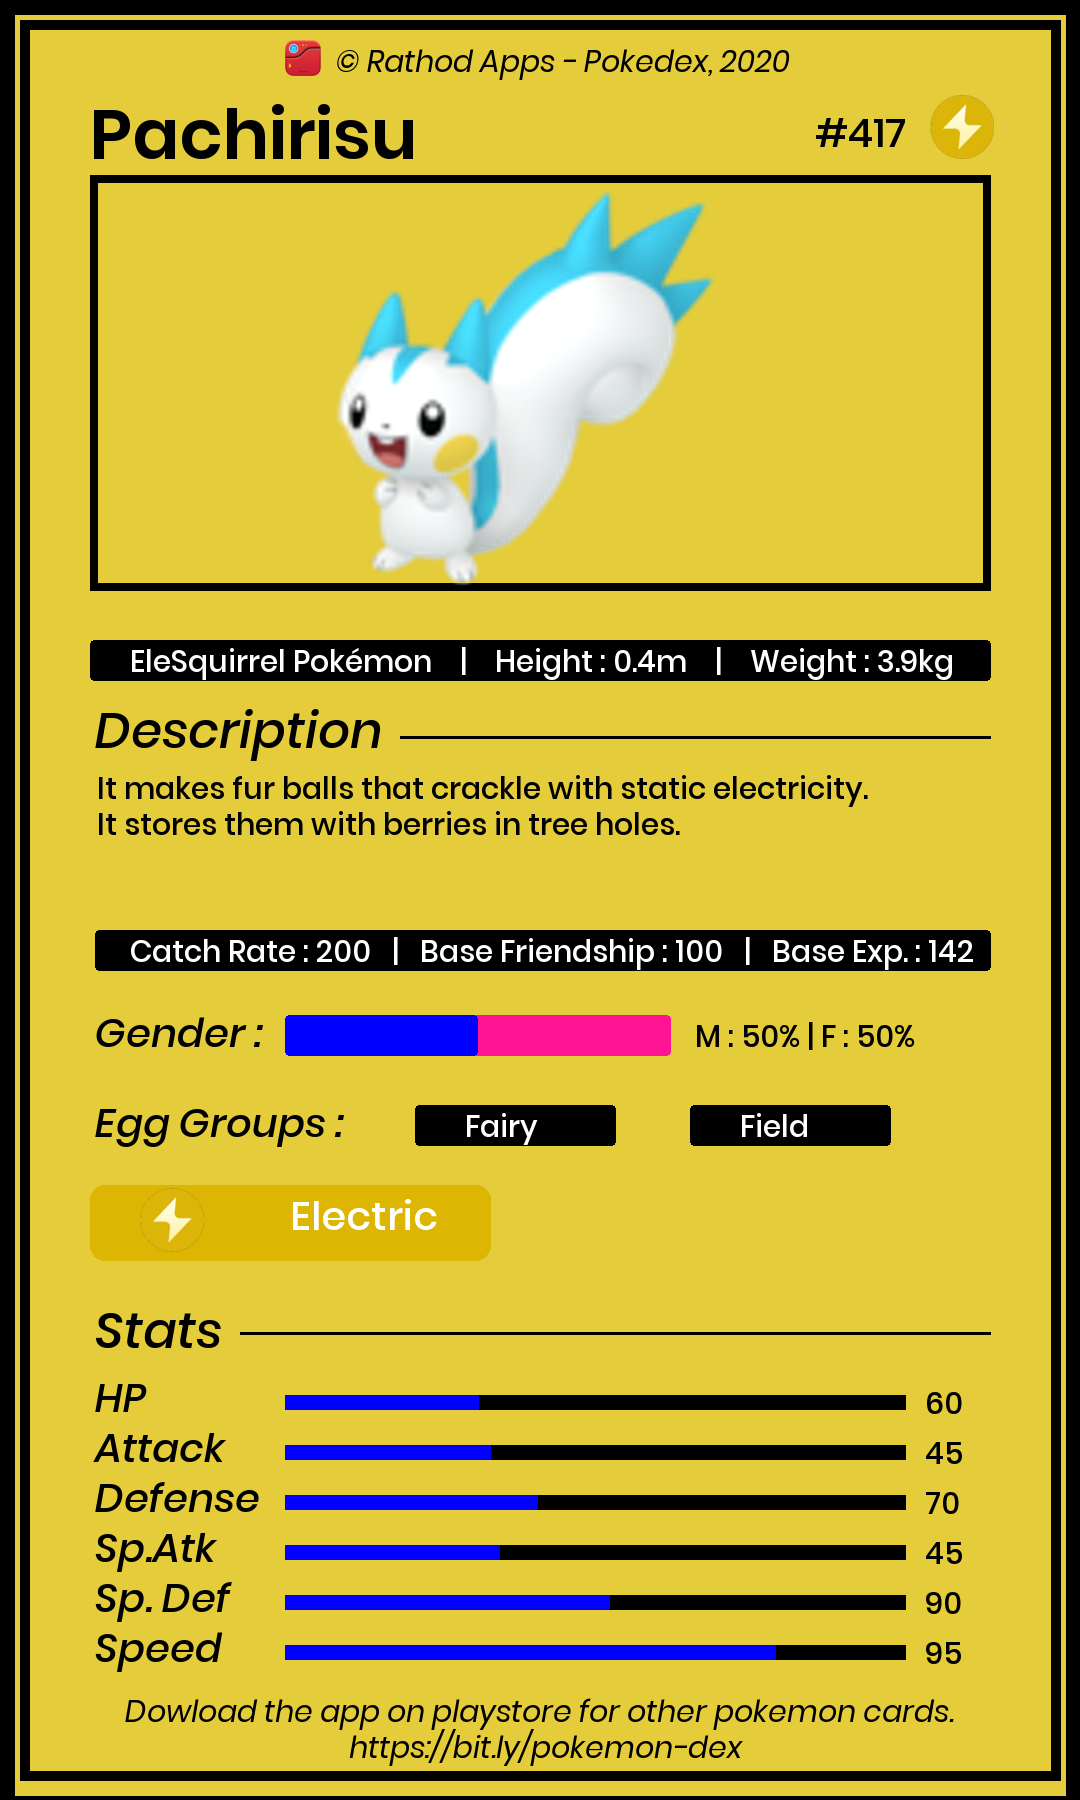 © Rathod Apps - Pokedex, 2020
Pachirisu #417
EleSquirrel Pokémon | Height : 0.4m | Weight : 3.9kg
Description
It makes fur balls that crackle with static electricity.
It stores them with berries in tree holes.
Catch Rate : 200 | Base Friendship : 100 | Base Exp. : 142
Gender : M : 50% | F : 50%
Egg Groups : Fairy Field
Electric
Stats
HP 60
Attack 45
Defense 70
Sp.Atk 45
Sp. Def 90
Speed 95
Dowload the app on playstore for other pokemon cards.
https://bit.ly/pokemon-dex